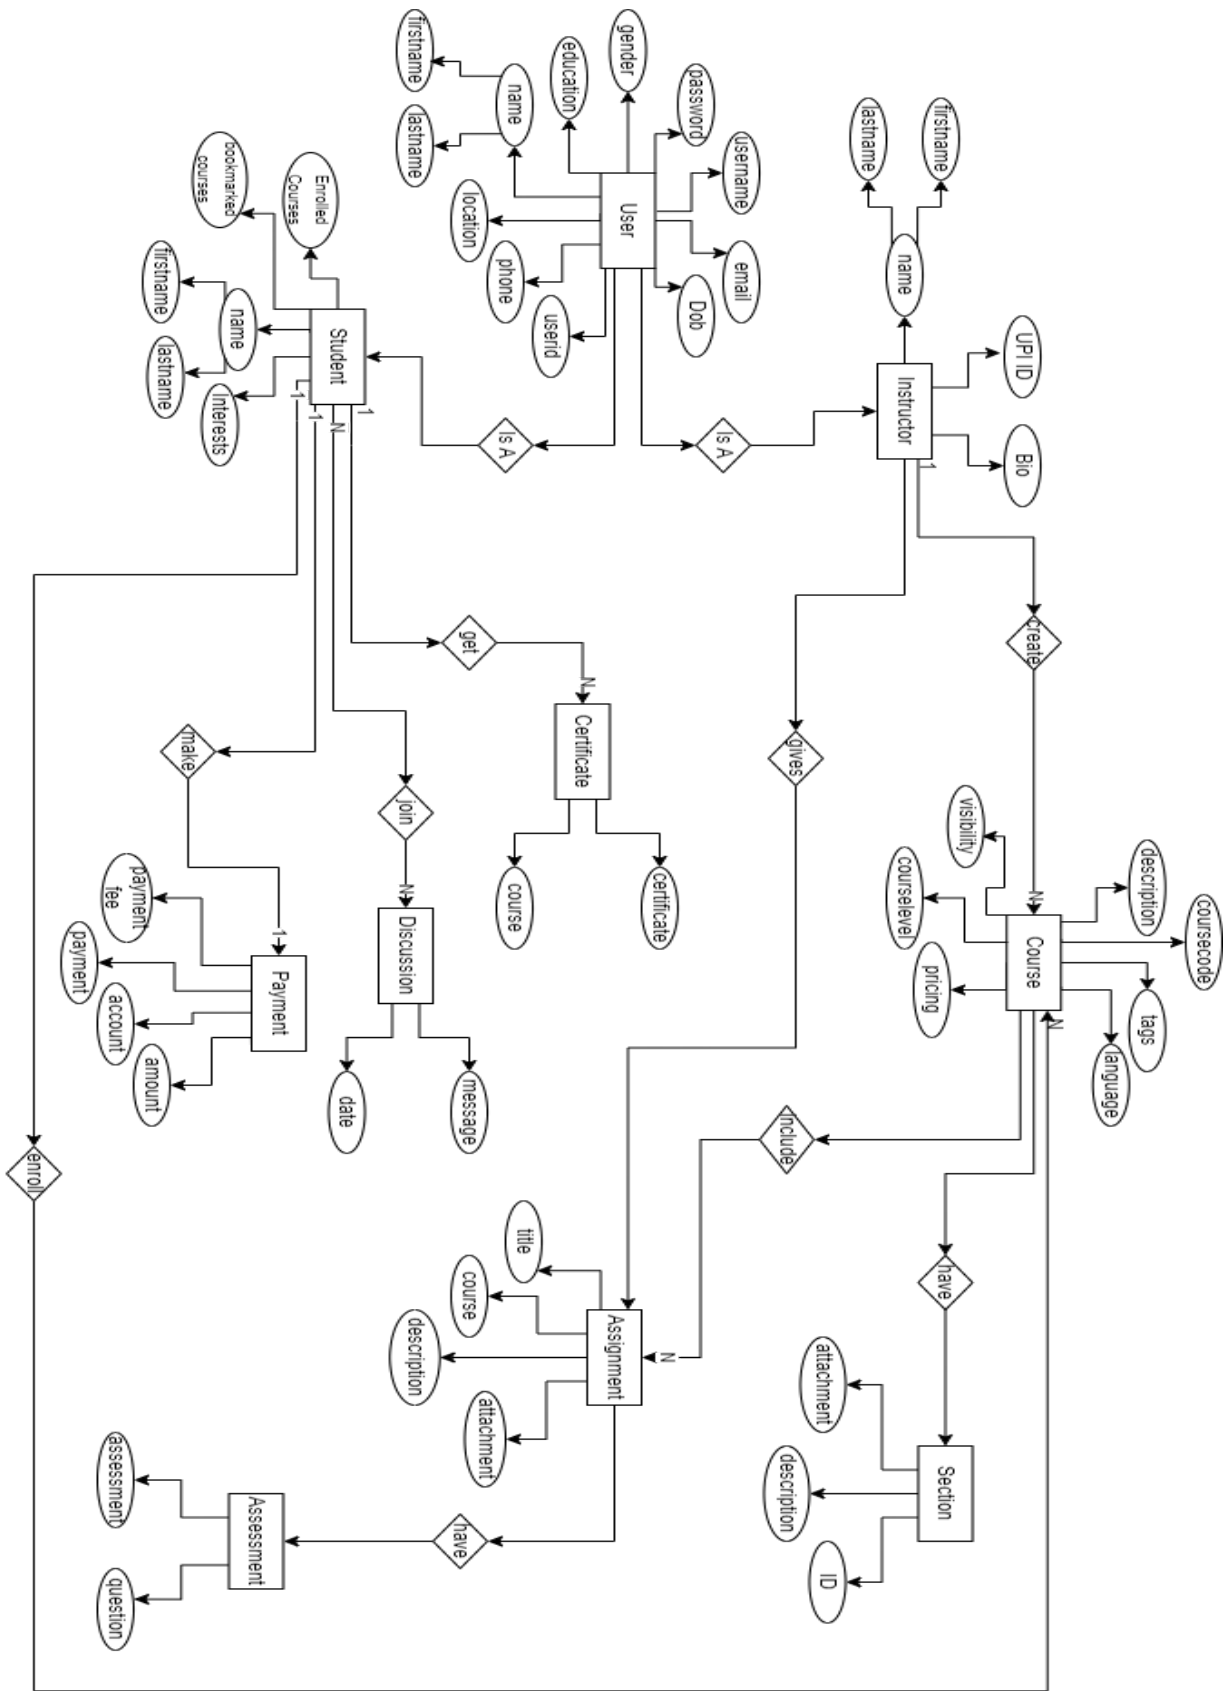 firstname
lastname
name
UPI ID
Instructor
Bio
1
gender
education
password
username
firstname
name
lastname
User
location
email
phone
Dob
userid
Is A
Is A
bookmarked
courses
Enrolled
Courses
firstname
name
lastname
Student
Interests
1
1
N
1
create
get
N
gives
make
Certificate
join
course
certificate
visibility
description
courselevel
N
Course
coursecode
pricing
tags
language
N
payment
fee
payment
1
Payment
account
amount
N
Discussion
date
message
Include
enroll
title
course
Assignment
N
description
attachment
have
attachment
Section
description
ID
assessment
Assessment
question
have